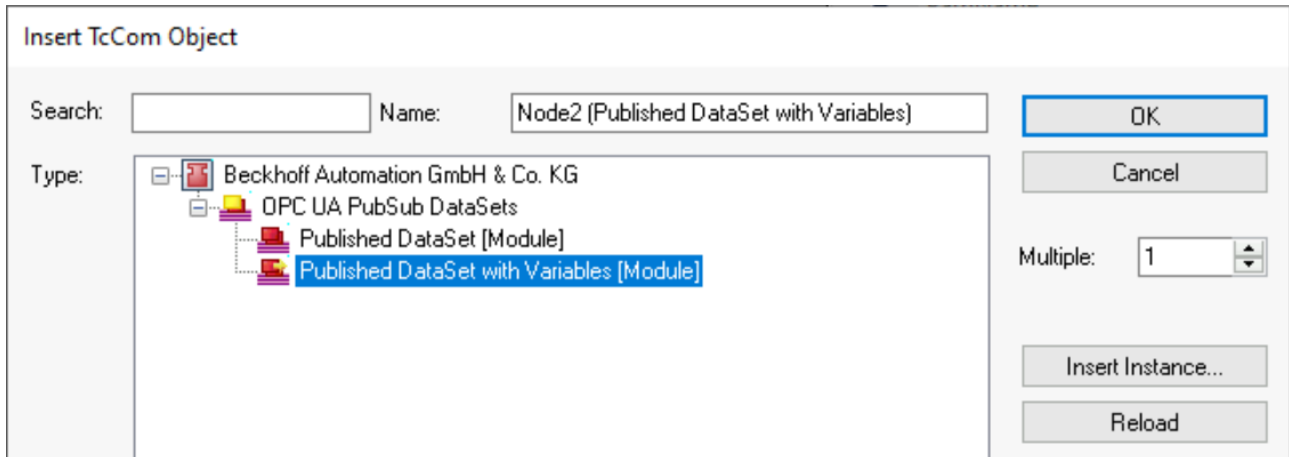 Insert TcCom Object
Search:
Name:
Node2 (Published DataSet with Variables)
OK
Type:
Beckhoff Automation GmbH & Co. KG
Cancel
OPC UA PubSub DataSets
Published DataSet [Module]
Published DataSet with Variables [Module]
Multiple:
1
Insert Instance...
Reload